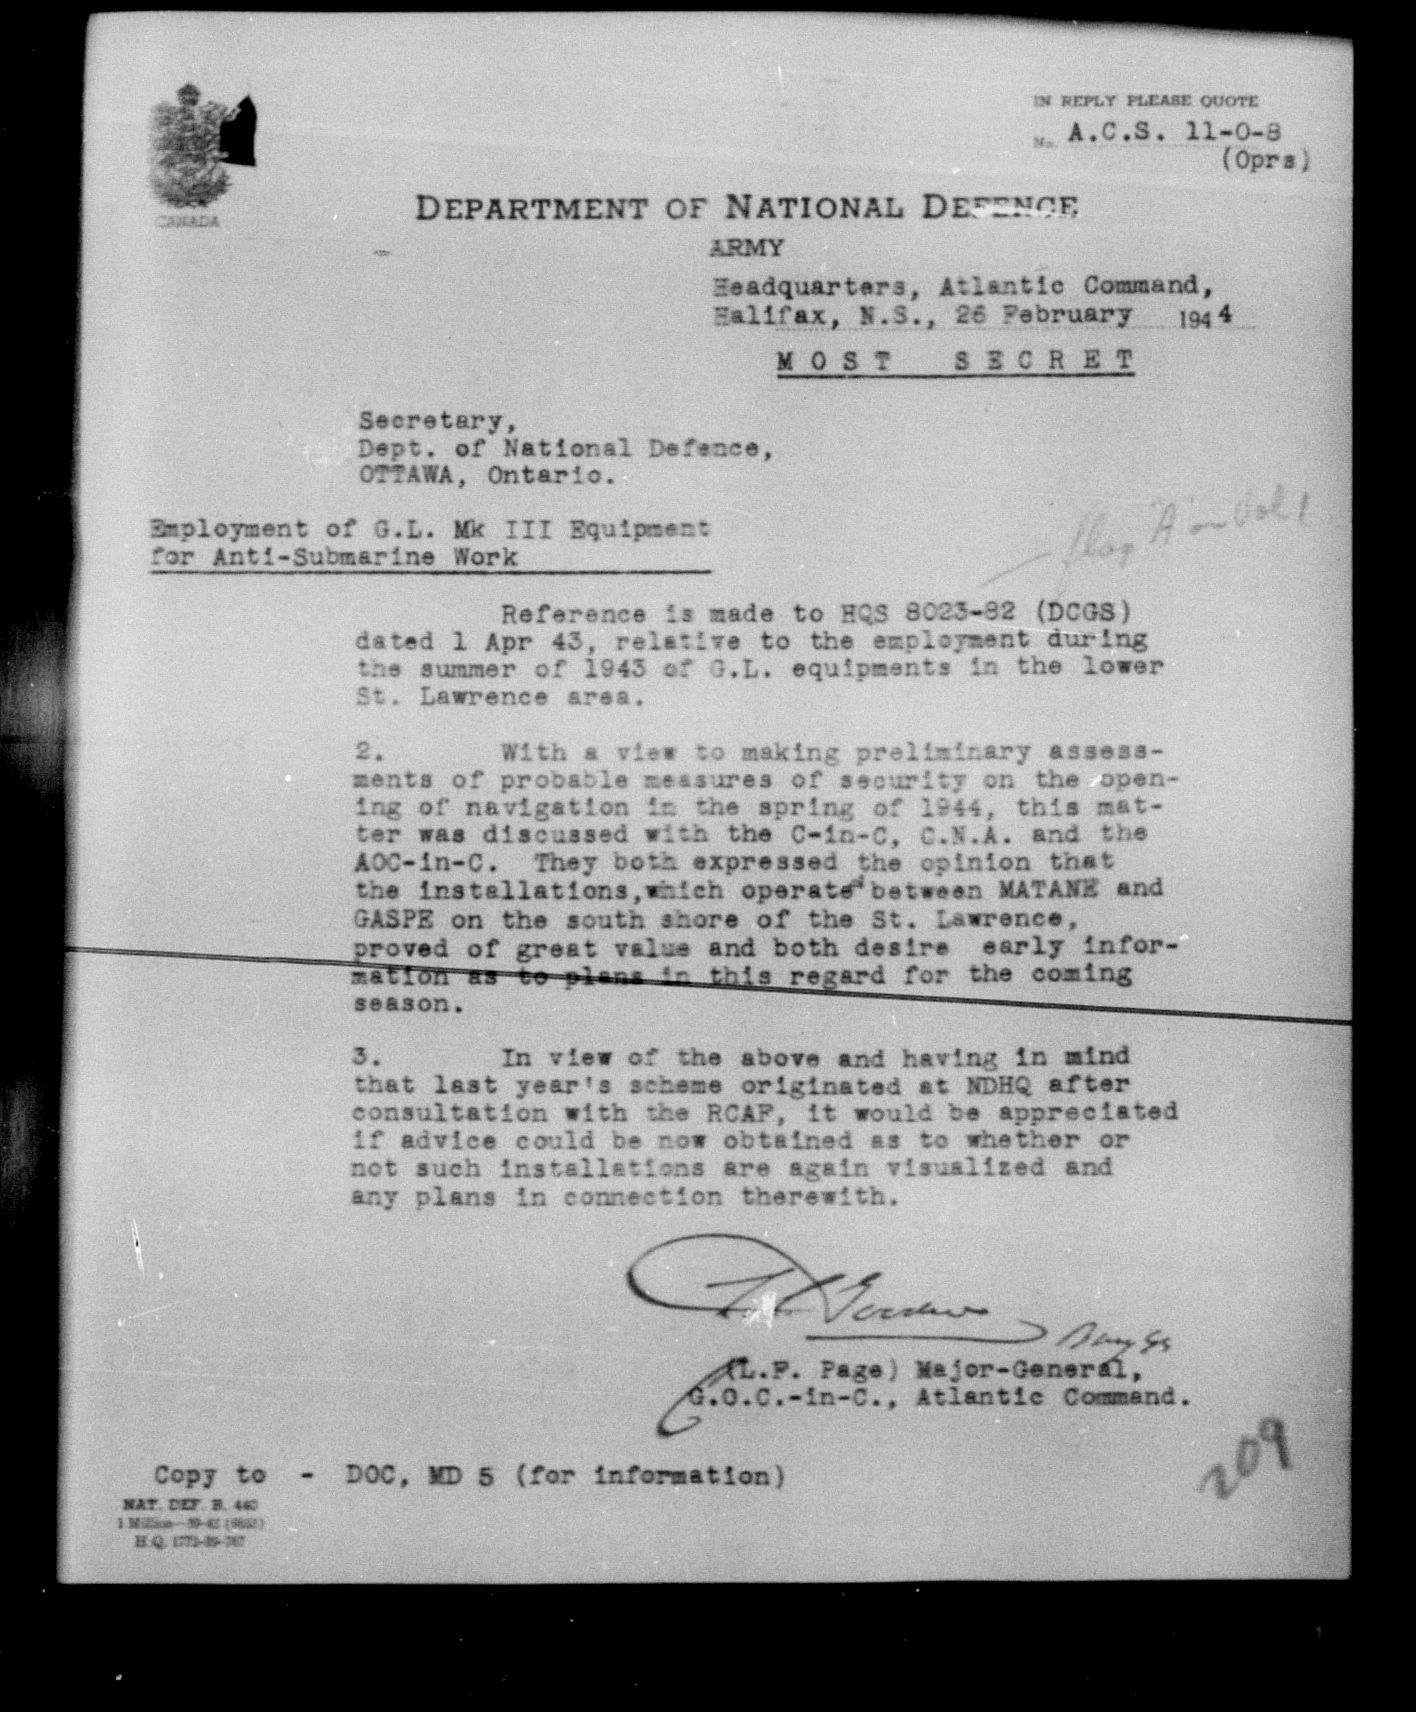 CANADA
IN REPLY PLEASE QUOTE
No. A.C.S. 11-0-8
(Oprs)
DEPARTMENT OF NATIONAL DEFENCE
ARMY
Headquarters, Atlantic Command,
Halifax, N.S., 26 February 1944
MOST SECRET
Secretary,
Dept. of National Defence,
OTTAWA, Ontario.
flag "A" on Vol 1
Employment of G.L. Mk III Equipment
for Anti-Submarine Work
Reference is made to HQS 8023-82 (DCGS)
dated 1 Apr 43, relative to the employment during
the summer of 1943 of G.L. equipments in the lower
St. Lawrence area.
2. With a view to making preliminary assess-
ments of probable measures of security on the open-
ing of navigation in the spring of 1944, this mat-
ter was discussed with the C-in-C, C.N.A. and the
AOC-in-C. They both expressed the opinion that
the installations,which operated between MATANE and
GASPE on the south shore of the St. Lawrence,
proved of great value and both desire early infor-
mation as to plans in this regard for the coming
season.
3. In view of the above and having in mind
that last year's scheme originated at NDHQ after
consultation with the RCAF, it would be appreciated
if advice could be now obtained as to whether or
not such installations are again visualized and
any plans in connection therewith.
(L.F. Page) Major-General,
G.O.C.-in-C., Atlantic Command.
209
Copy to - DOC, MD 5 (for information)
NAT. DEF. B. 440
H.Q. 1772-39-767